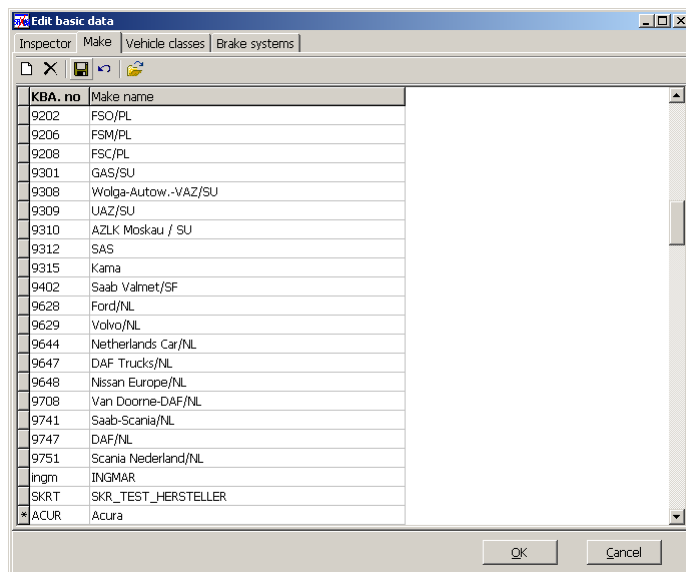 Edit basic data
Inspector Make Vehicle classes Brake systems
KBA. no Make name
9202 FSO/PL
9206 FSM/PL
9208 FSC/PL
9301 GAS/SU
9308 Wolga-Autow.-VAZ/SU
9309 UAZ/SU
9310 AZLK Moskau / SU
9312 SAS
9315 Kama
9402 Saab Valmet/SF
9628 Ford/NL
9629 Volvo/NL
9644 Netherlands Car/NL
9647 DAF Trucks/NL
9648 Nissan Europe/NL
9708 Van Doorne-DAF/NL
9741 Saab-Scania/NL
9747 DAF/NL
9751 Scania Nederland/NL
ingm INGMAR
SKRT SKR_TEST_HERSTELLER
* ACUR Acura
OK Cancel